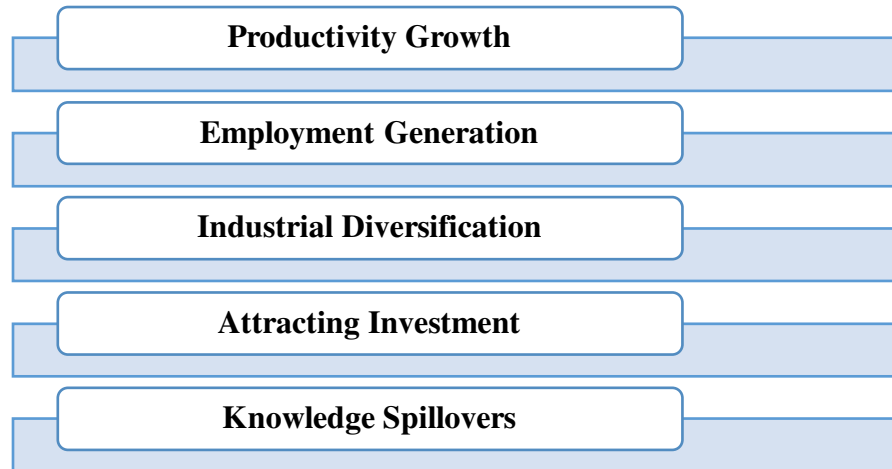 Productivity Growth
Employment Generation
Industrial Diversification
Attracting Investment
Knowledge Spillovers